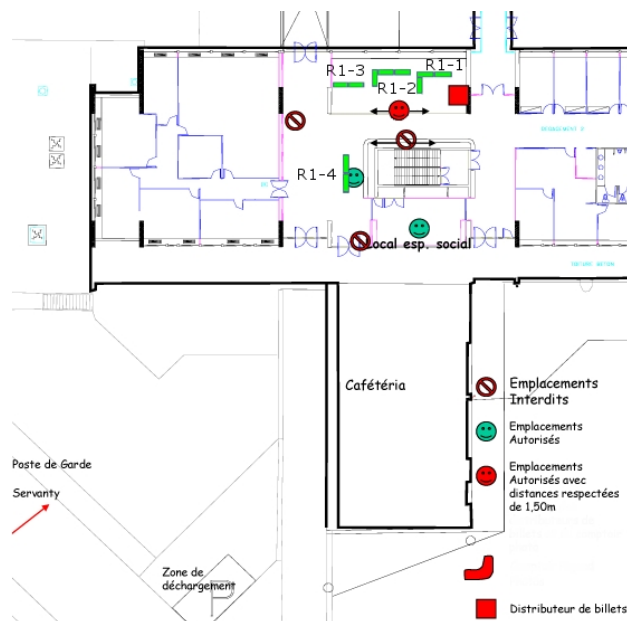 R1-3
R1-1
R1-2
R1-4
Local esp. social
Cafétéria
Emplacements
Interdits
Emplacements
Autorisés
Emplacements
Autorisés avec
distances respectées
de 1,50m
Distributeur de billets
Poste de Garde
Servanty
Zone de
déchargement
P